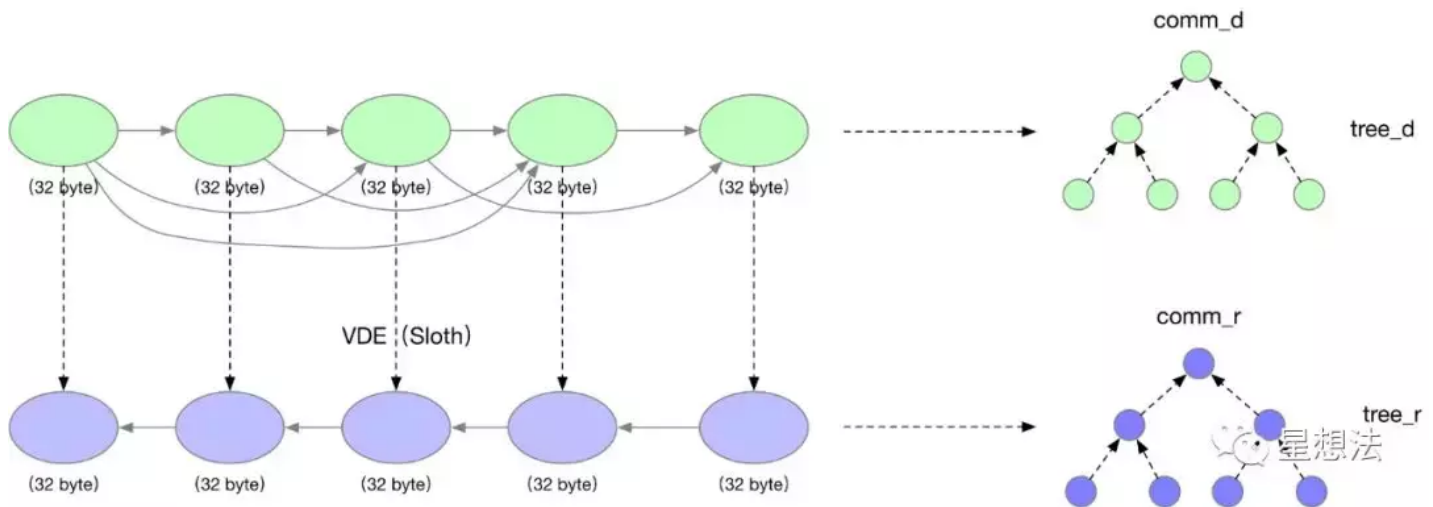 comm_d
tree_d
(32 byte) (32 byte) (32 byte) (32 byte) (32 byte)
VDE（Sloth）
comm_r
tree_r
星想法
(32 byte) (32 byte) (32 byte) (32 byte) (32 byte)